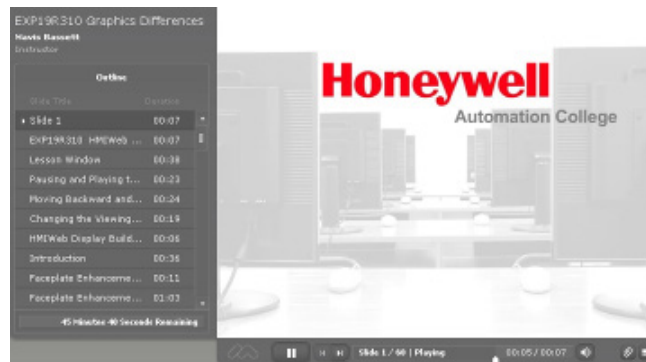 EXP19R310 Graphics Differences
Mavis Bassett
Instructor
Outline
Slide Title Duration
Slide 1 00:07
EXP19R310 HMIWeb ... 00:07
Lesson Window 00:38
Pausing and Playing t... 00:23
Moving Backward and... 00:24
Changing the Viewing... 00:19
HMIWeb Display Build... 00:06
Introduction 00:36
Faceplate Enhanceme... 00:11
Faceplate Enhanceme... 01:03
45 Minutes 40 Seconds Remaining
Honeywell
Automation College
Slide 1 / 60 | Playing 00:05 / 00:07